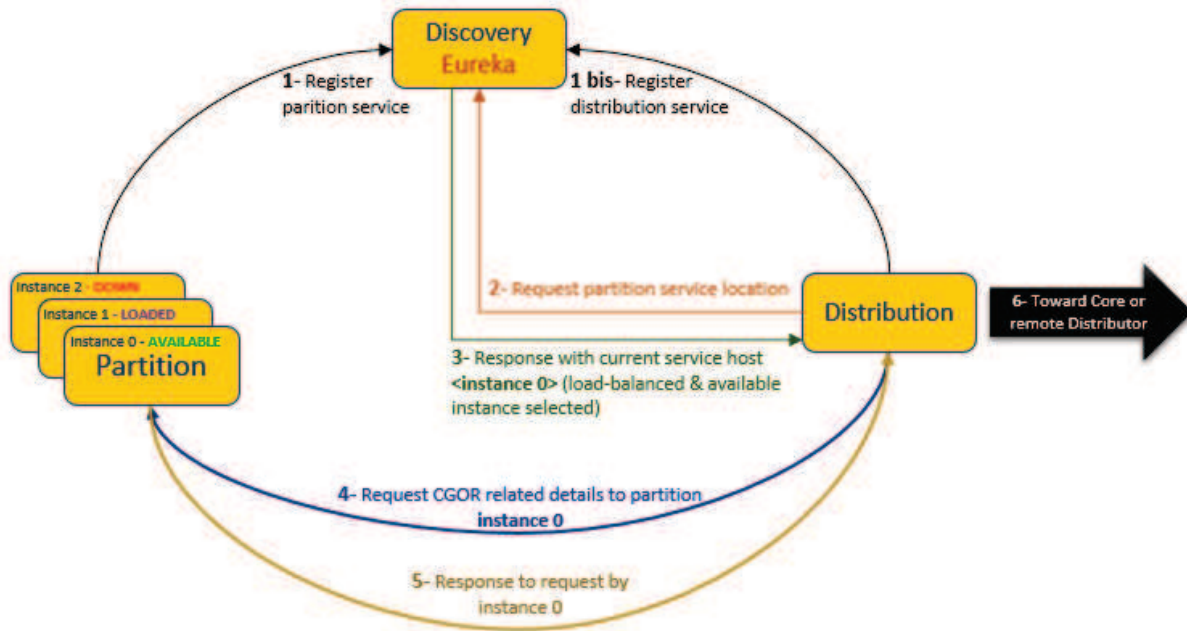 Discovery
Eureka
1- Register
parition service
1 bis- Register
distribution service
2- Request partition service location
Instance 2 - DOWN
Instance 1 - LOADED
Instance 0 - AVAILABLE
Partition
Distribution
6- Toward Core or
remote Distributor
3- Response with current service host
<instance 0> (load-balanced & available
instance selected)
4- Request CGOR related details to partition
instance 0
5- Response to request by
instance 0